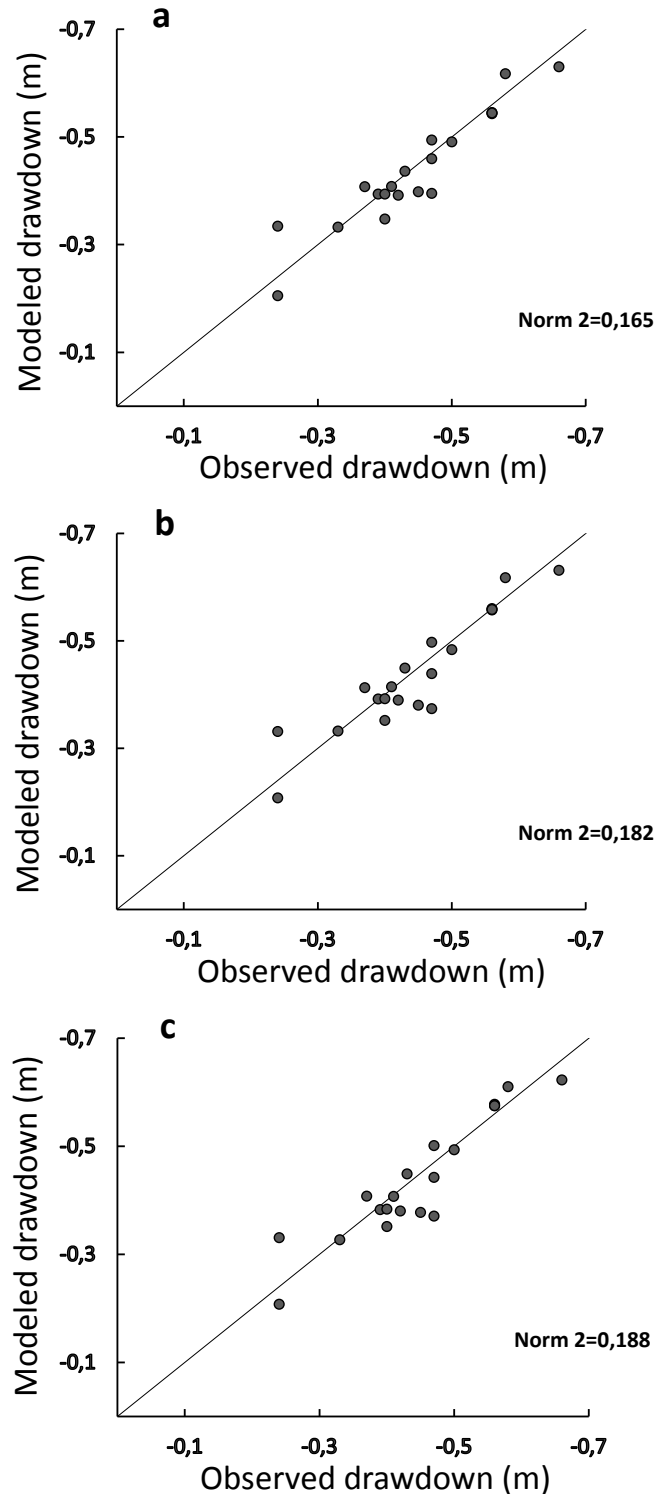 a
-0,7
-0,5
-0,3
-0,1
Modeled drawdown (m)
Norm 2=0,165
-0,1 -0,3 -0,5 -0,7
Observed drawdown (m)
b
-0,7
-0,5
-0,3
-0,1
Modeled drawdown (m)
Norm 2=0,182
-0,1 -0,3 -0,5 -0,7
Observed drawdown (m)
c
-0,7
-0,5
-0,3
-0,1
Modeled drawdown (m)
Norm 2=0,188
-0,1 -0,3 -0,5 -0,7
Observed drawdown (m)